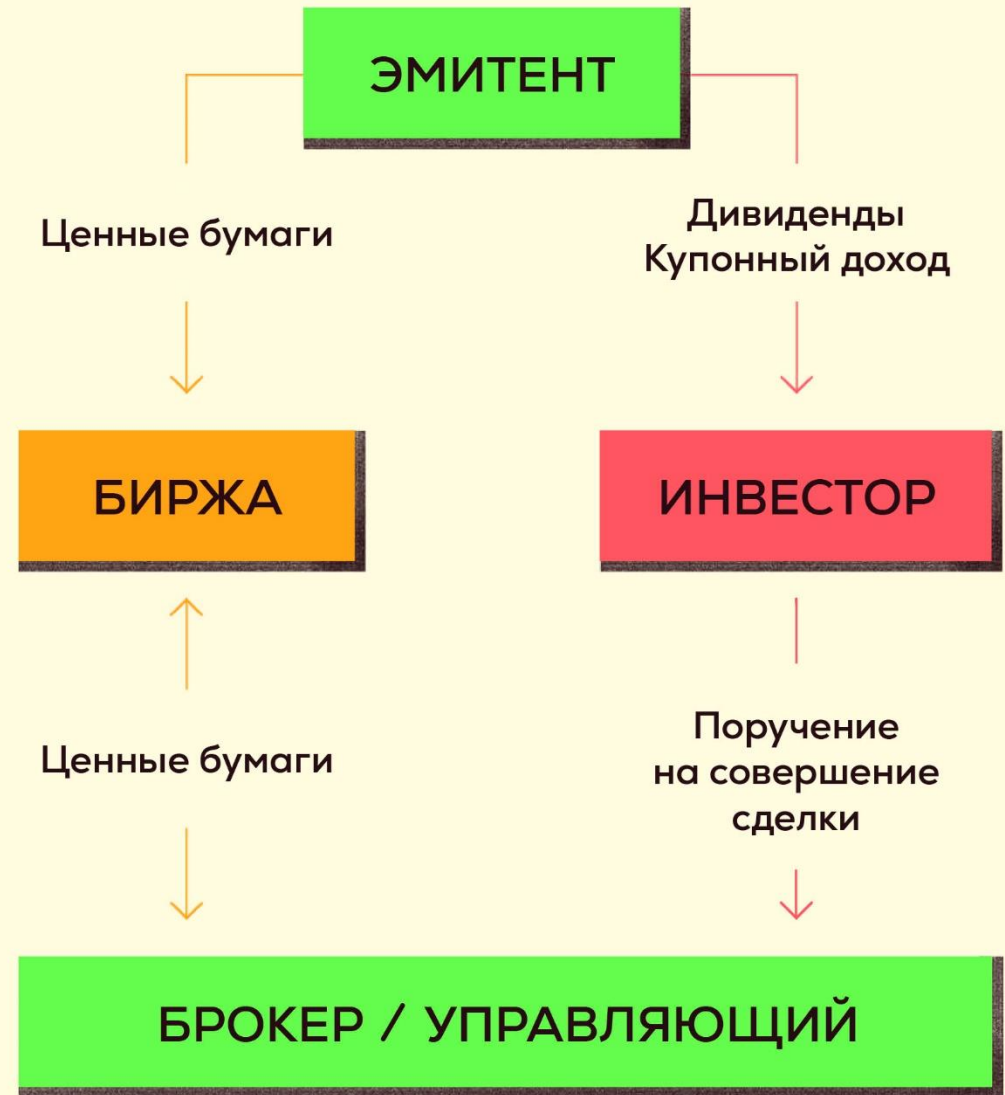 ЭМИТЕНТ
Ценные бумаги
Дивиденды
Купонный доход
БИРЖА
ИНВЕСТОР
Ценные бумаги
Поручение
на совершение
сделки
БРОКЕР / УПРАВЛЯЮЩИЙ